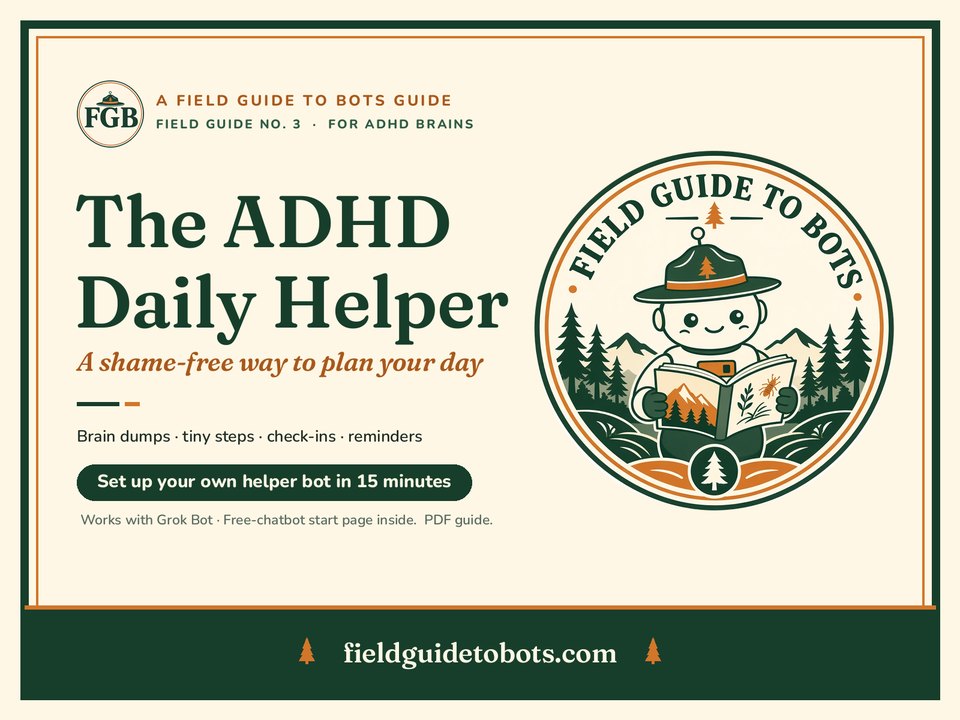 FGB
A FIELD GUIDE TO BOTS GUIDE
FIELD GUIDE NO. 3 · FOR ADHD BRAINS
The ADHD
Daily Helper
A shame-free way to plan your day
Brain dumps · tiny steps · check-ins · reminders
Set up your own helper bot in 15 minutes
Works with Grok Bot · Free-chatbot start page inside. PDF guide.
FIELD GUIDE TO BOTS
fieldguidetobots.com